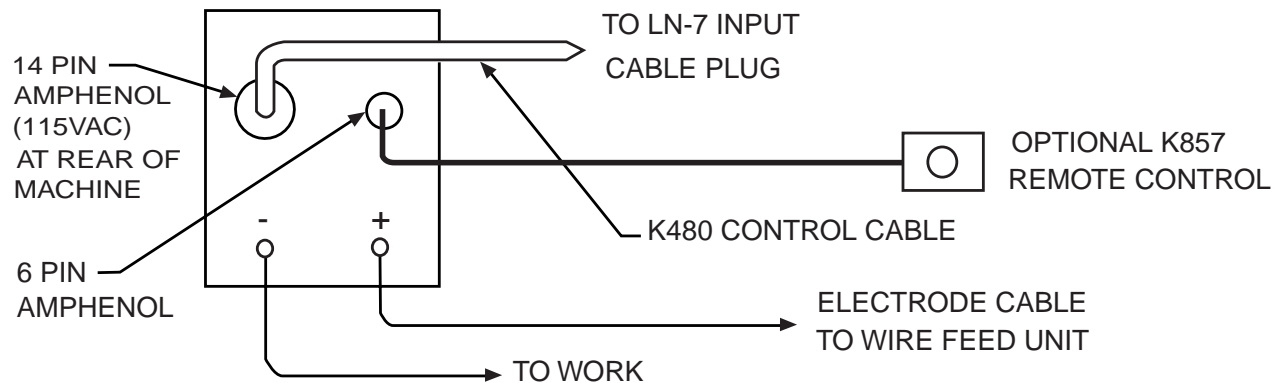 TO LN-7 INPUT
CABLE PLUG
14 PIN
AMPHENOL
(115VAC)
AT REAR OF
MACHINE
OPTIONAL K857
REMOTE CONTROL
- +
K480 CONTROL CABLE
6 PIN
AMPHENOL
ELECTRODE CABLE
TO WIRE FEED UNIT
TO WORK